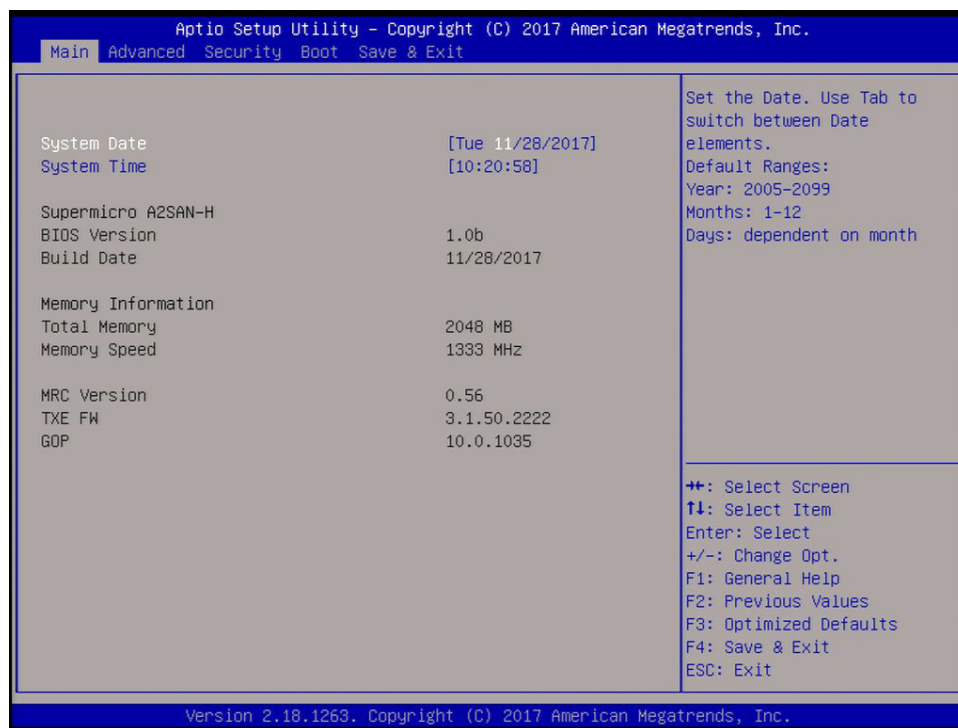 Aptio Setup Utility – Copyright (C) 2017 American Megatrends, Inc.
Main Advanced Security Boot Save & Exit
System Date [Tue 11/28/2017]
System Time [10:20:58]
Supermicro A2SAN-H
BIOS Version 1.0b
Build Date 11/28/2017
Memory Information
Total Memory 2048 MB
Memory Speed 1333 MHz
MRC Version 0.56
TXE FW 3.1.50.2222
GOP 10.0.1035
Set the Date. Use Tab to
switch between Date
elements.
Default Ranges:
Year: 2005-2099
Months: 1-12
Days: dependent on month
→←: Select Screen
↑↓: Select Item
Enter: Select
+/-: Change Opt.
F1: General Help
F2: Previous Values
F3: Optimized Defaults
F4: Save & Exit
ESC: Exit
Version 2.18.1263. Copyright (C) 2017 American Megatrends, Inc.